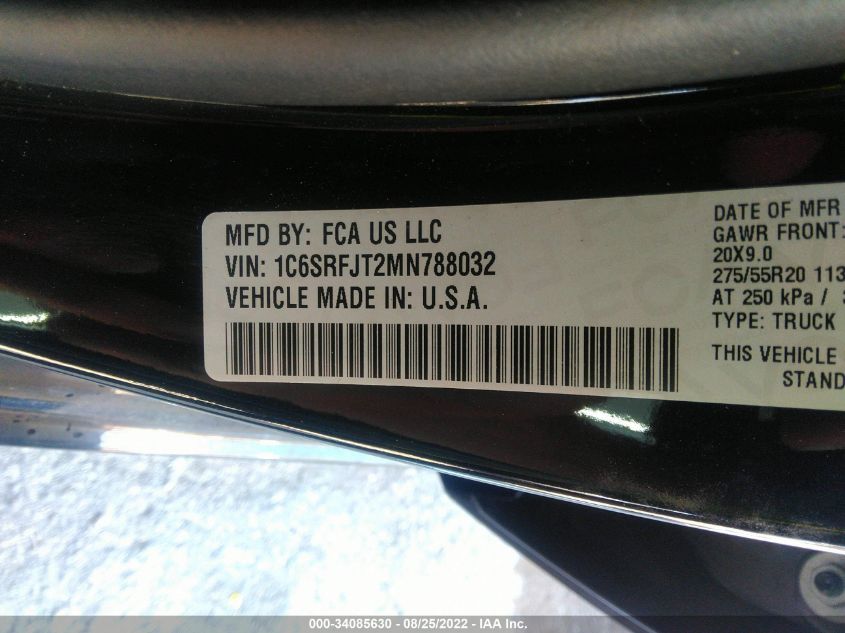 MFD BY: FCA US LLC
VIN: 1C6SRFJT2MN788032
VEHICLE MADE IN: U.S.A.
DATE OF MFR
GAWR FRONT:
20X9.0
275/55R20 113
AT 250 kPa /
TYPE: TRUCK
THIS VEHICLE
STAND
000-34085630 - 08/25/2022 - IAA Inc.